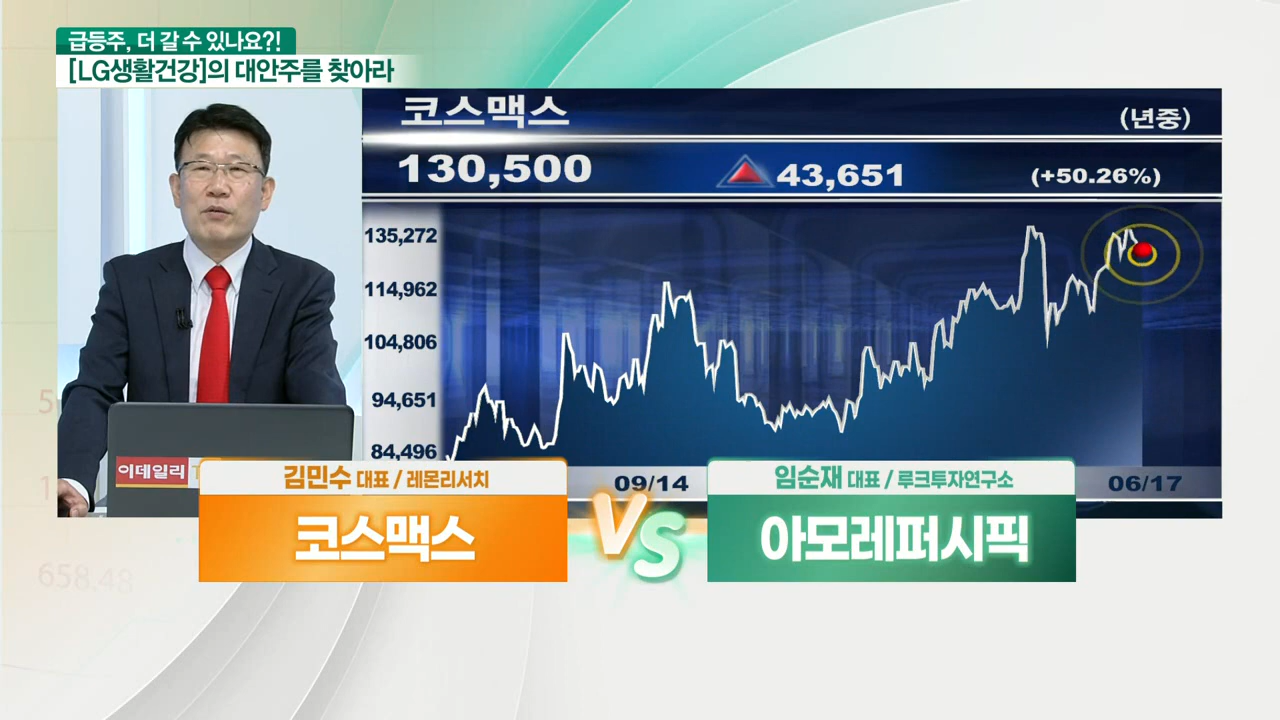 급등주, 더 갈 수 있나요?!
[LG생활건강]의 대안주를 찾아라
코스맥스
(년중)
130,500
43,651
(+50.26%)
135,272
114,962
104,806
94,651
84,496
09/14
06/17
이데일리 T
김민수 대표 / 레몬리서치
코스맥스
VS
임순재 대표 / 루크투자연구소
아모레퍼시픽
658.48